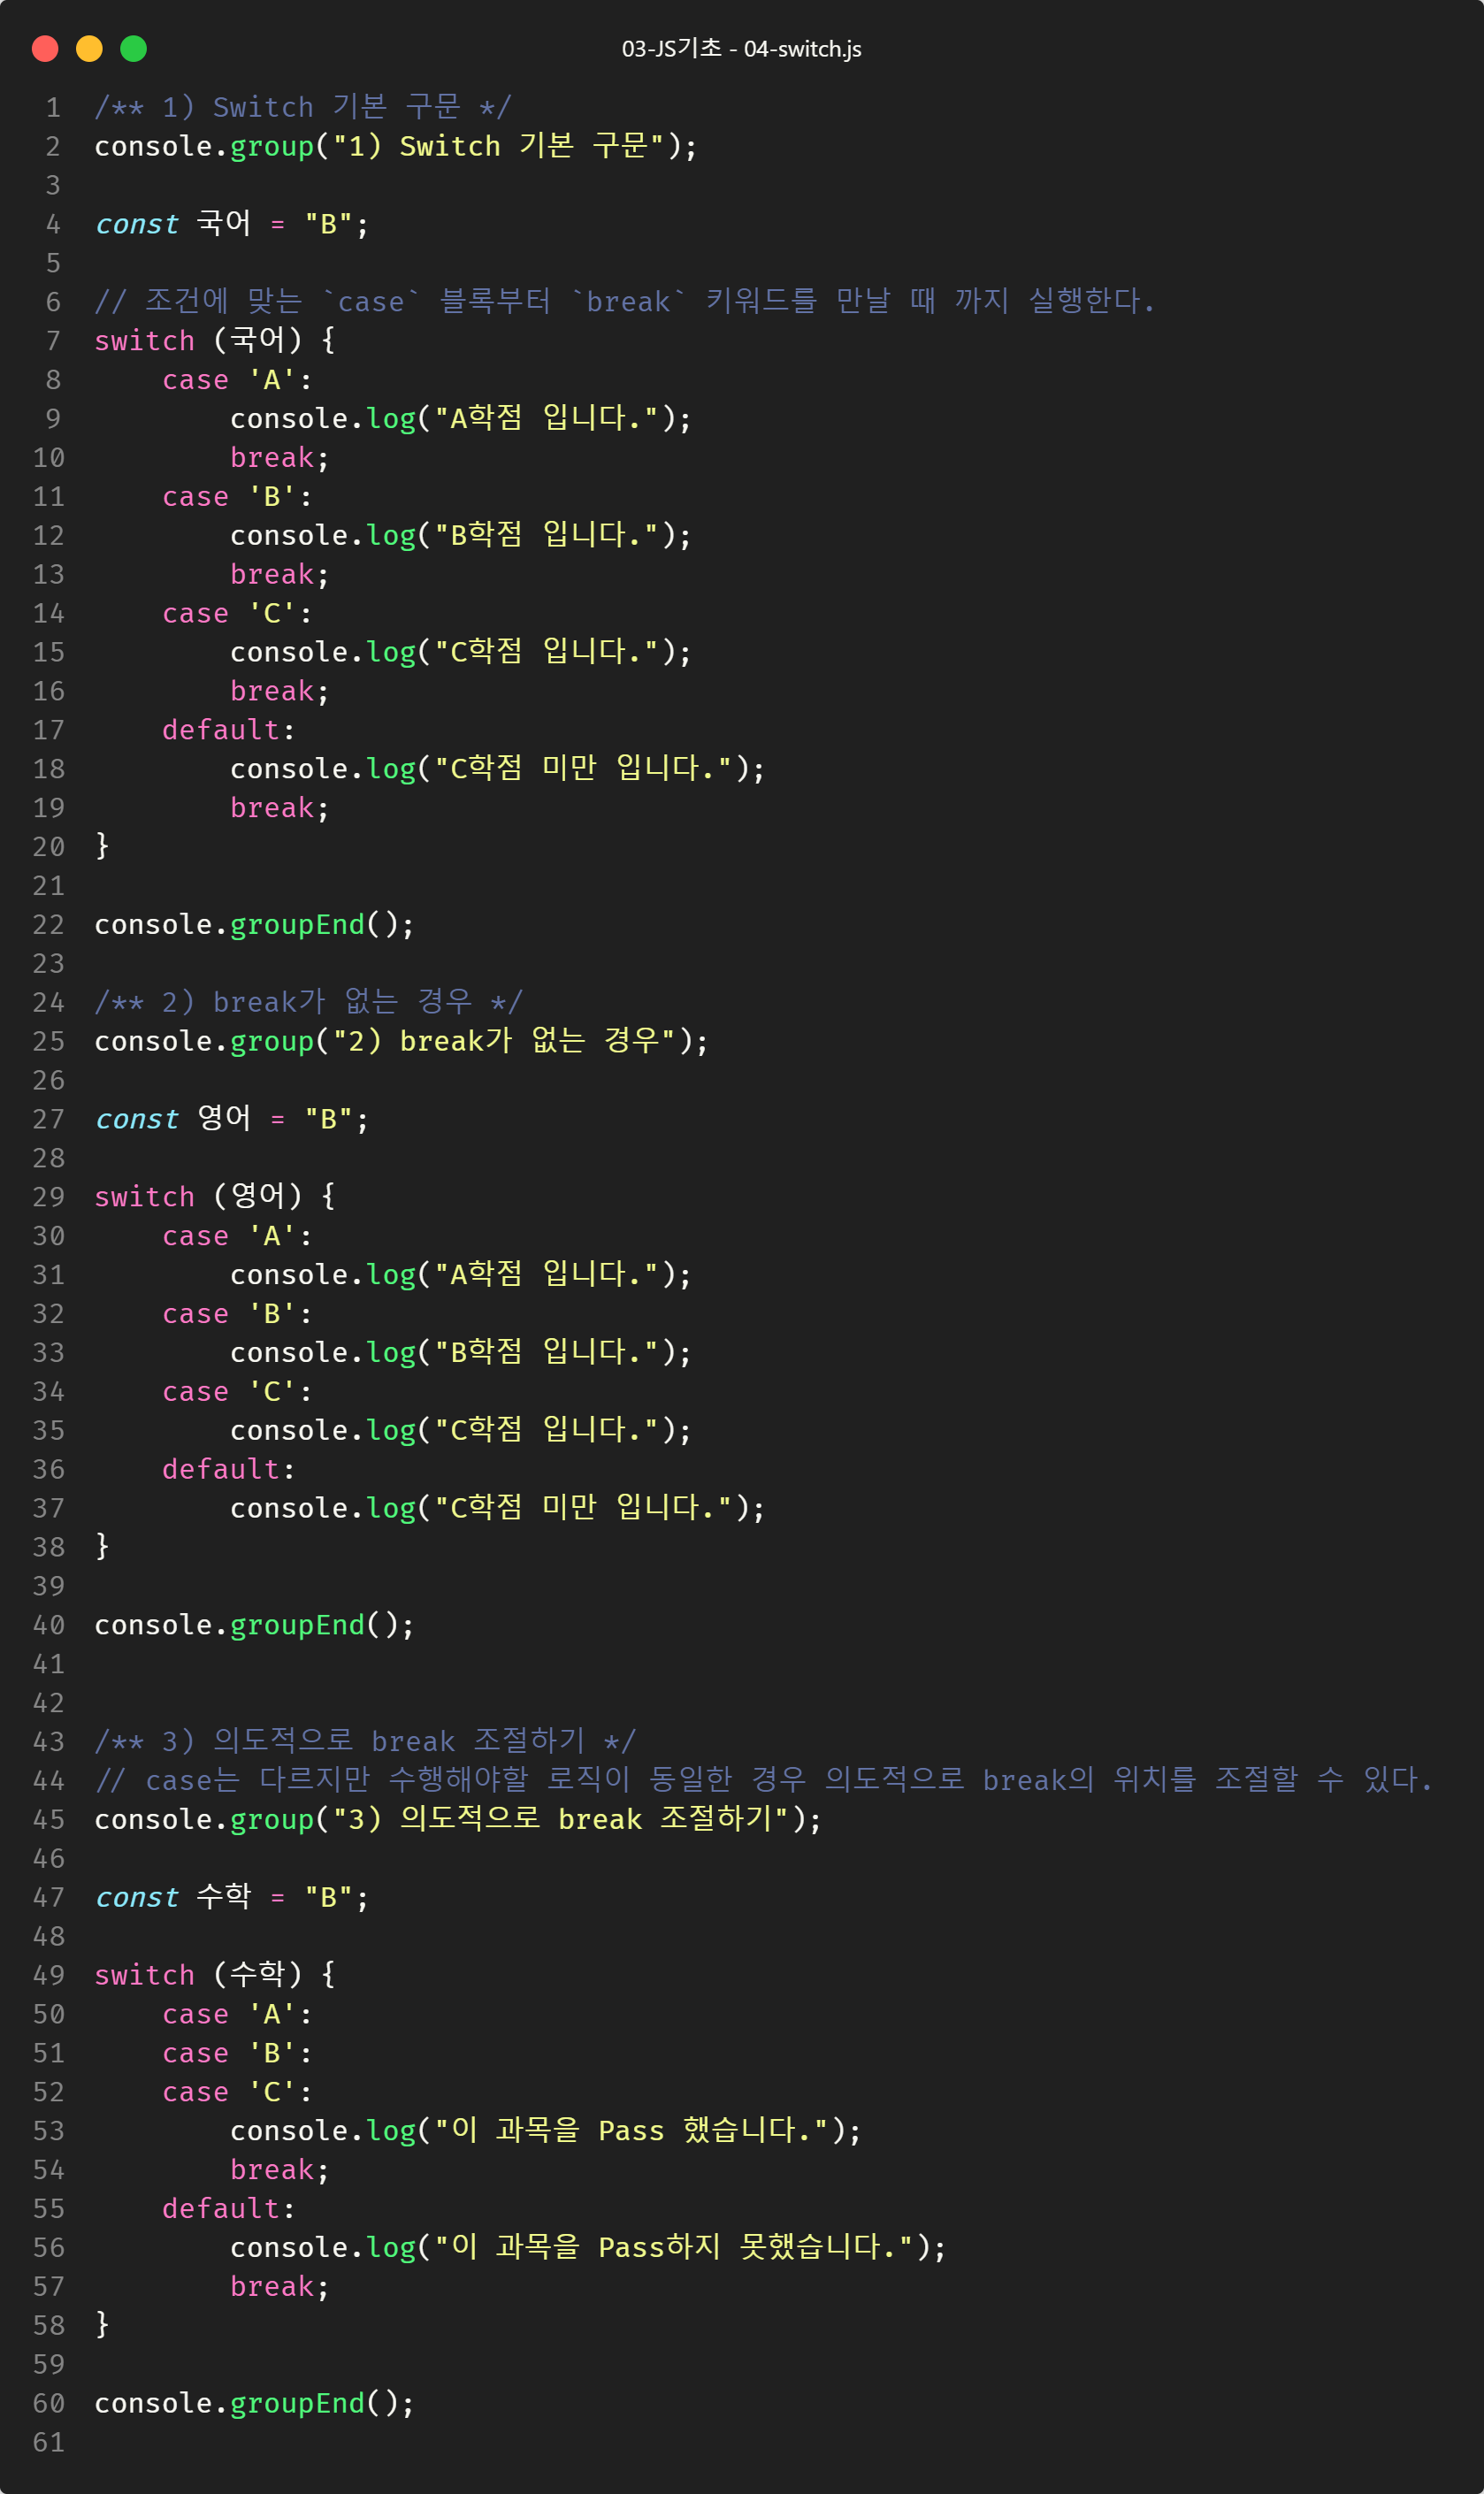 03-JS기초 - 04-switch.js
1 /** 1) Switch 기본 구문 */
2 console.group("1) Switch 기본 구문");
3
4 const 국어 = "B";
5
6 // 조건에 맞는 `case` 블록부터 `break` 키워드를 만날 때 까지 실행한다.
7 switch (국어) {
8     case 'A':
9         console.log("A학점 입니다.");
10         break;
11     case 'B':
12         console.log("B학점 입니다.");
13         break;
14     case 'C':
15         console.log("C학점 입니다.");
16         break;
17     default:
18         console.log("C학점 미만 입니다.");
19         break;
20 }
21
22 console.groupEnd();
23
24 /** 2) break가 없는 경우 */
25 console.group("2) break가 없는 경우");
26
27 const 영어 = "B";
28
29 switch (영어) {
30     case 'A':
31         console.log("A학점 입니다.");
32     case 'B':
33         console.log("B학점 입니다.");
34     case 'C':
35         console.log("C학점 입니다.");
36     default:
37         console.log("C학점 미만 입니다.");
38 }
39
40 console.groupEnd();
41
42
43 /** 3) 의도적으로 break 조절하기 */
44 // case는 다르지만 수행해야할 로직이 동일한 경우 의도적으로 break의 위치를 조절할 수 있다.
45 console.group("3) 의도적으로 break 조절하기");
46
47 const 수학 = "B";
48
49 switch (수학) {
50     case 'A':
51     case 'B':
52     case 'C':
53         console.log("이 과목을 Pass 했습니다.");
54         break;
55     default:
56         console.log("이 과목을 Pass하지 못했습니다.");
57         break;
58 }
59
60 console.groupEnd();
61